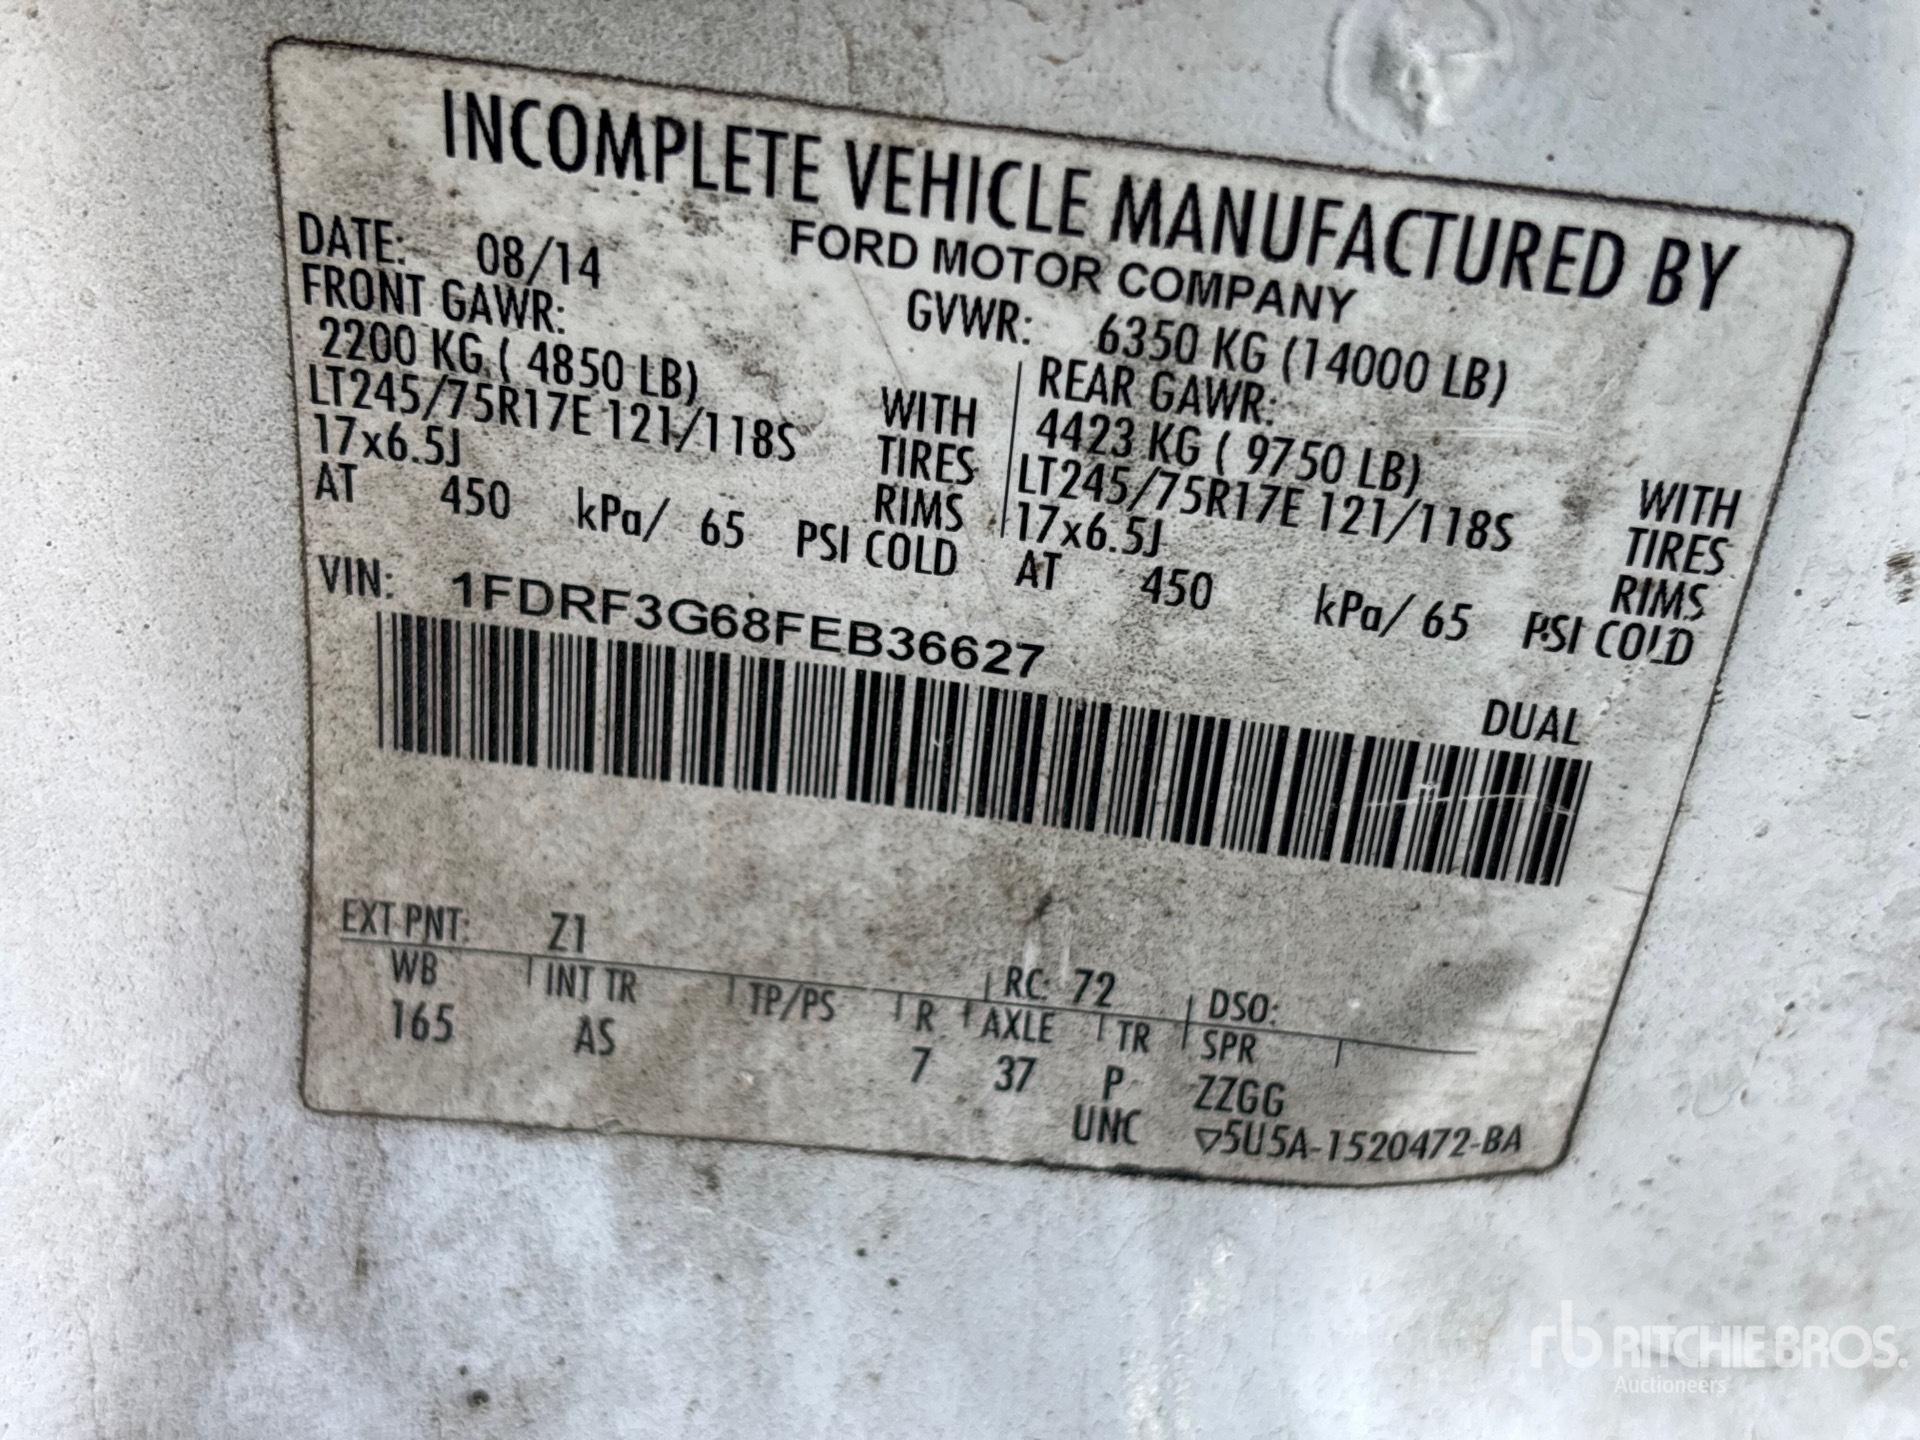 INCOMPLETE VEHICLE MANUFACTURED BY
FORD MOTOR COMPANY
DATE: 08/14
GVWR: 6350 KG (14000 LB)
FRONT GAWR:
2200 KG ( 4850 LB)
LT245/75R17E 121/118S
17x6.5J
AT 450 kPa/ 65 PSI COLD
WITH
TIRES
RIMS
REAR GAWR:
4423 KG ( 9750 LB)
LT245/75R17E 121/118S
17x6.5J
AT 450 kPa/ 65 PSI COLD
WITH
TIRES
RIMS
VIN: 1FDRF3G68FEB36627
DUAL
EXT PNT: Z1
RC: 72
DSO:
WB INT TR TP/PS R AXLE TR SPR
165 AS 7 37 P ZZGG
UNC ▽5U5A-1520472-BA
rb RITCHIE BROS.
Auctioneers